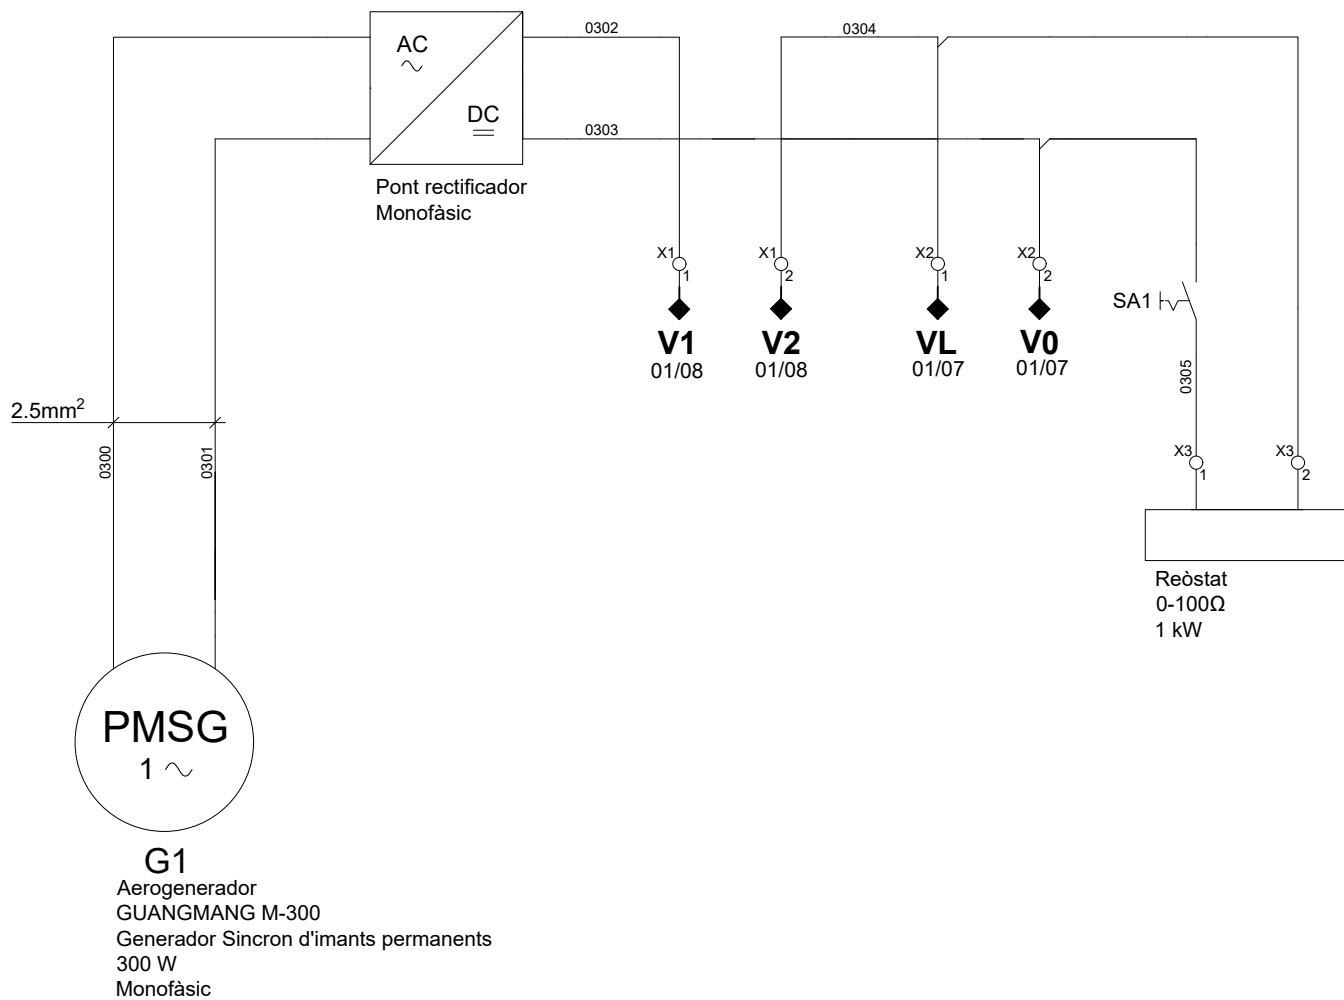 0302
0304
AC
DC
0303
Pont rectificador
Monofàsic
X1
1
X1
2
X2
1
X2
2
SA1
V1
01/08
V2
01/08
VL
01/07
V0
01/07
0305
2.5mm²
0300
0301
X3
1
X3
2
Reòstat
0-100Ω
1 kW
PMSG
1 ~
G1
Aerogenerador
GUANGMANG M-300
Generador Sincron d'imants permanents
300 W
Monofàsic